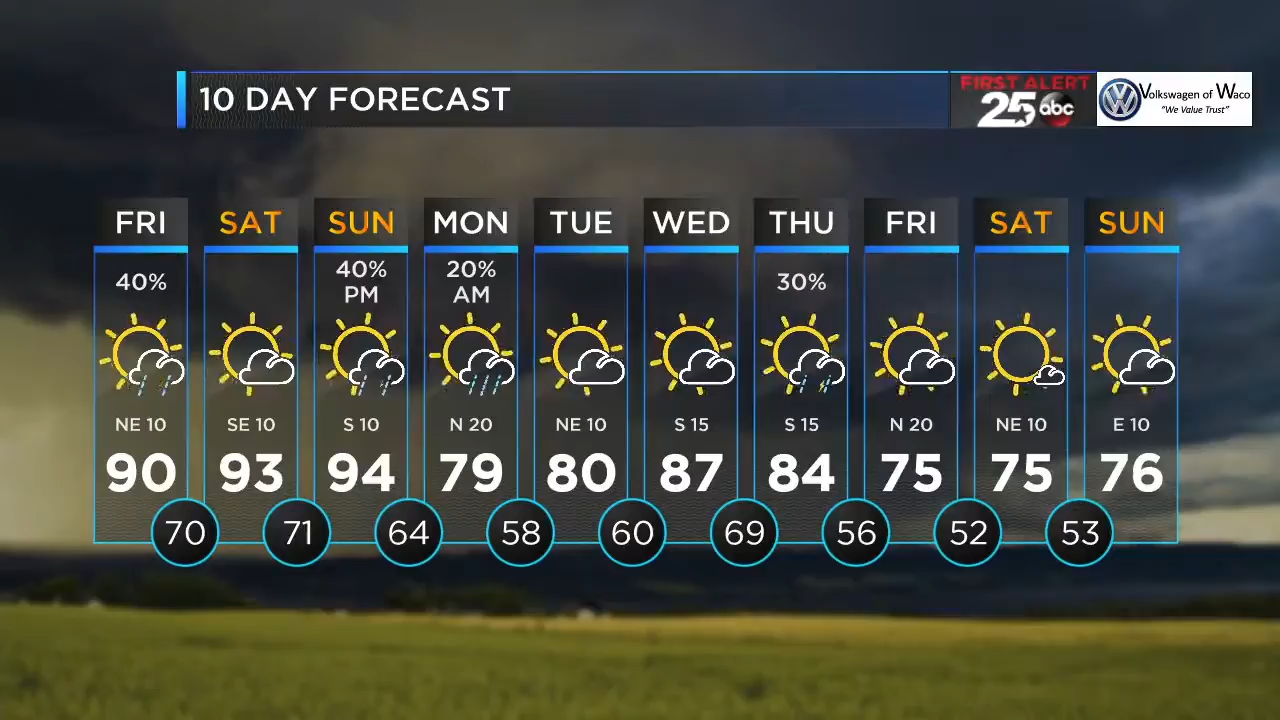 10 DAY FORECAST
FIRST ALERT
25 abc
Volkswagen of Waco
"We Value Trust"
FRI SAT SUN MON TUE WED THU FRI SAT SUN
40% 40% PM 20% AM 30%
NE 10 SE 10 S 10 N 20 NE 10 S 15 S 15 N 20 NE 10 E 10
90 93 94 79 80 87 84 75 75 76
70 71 64 58 60 69 56 52 53